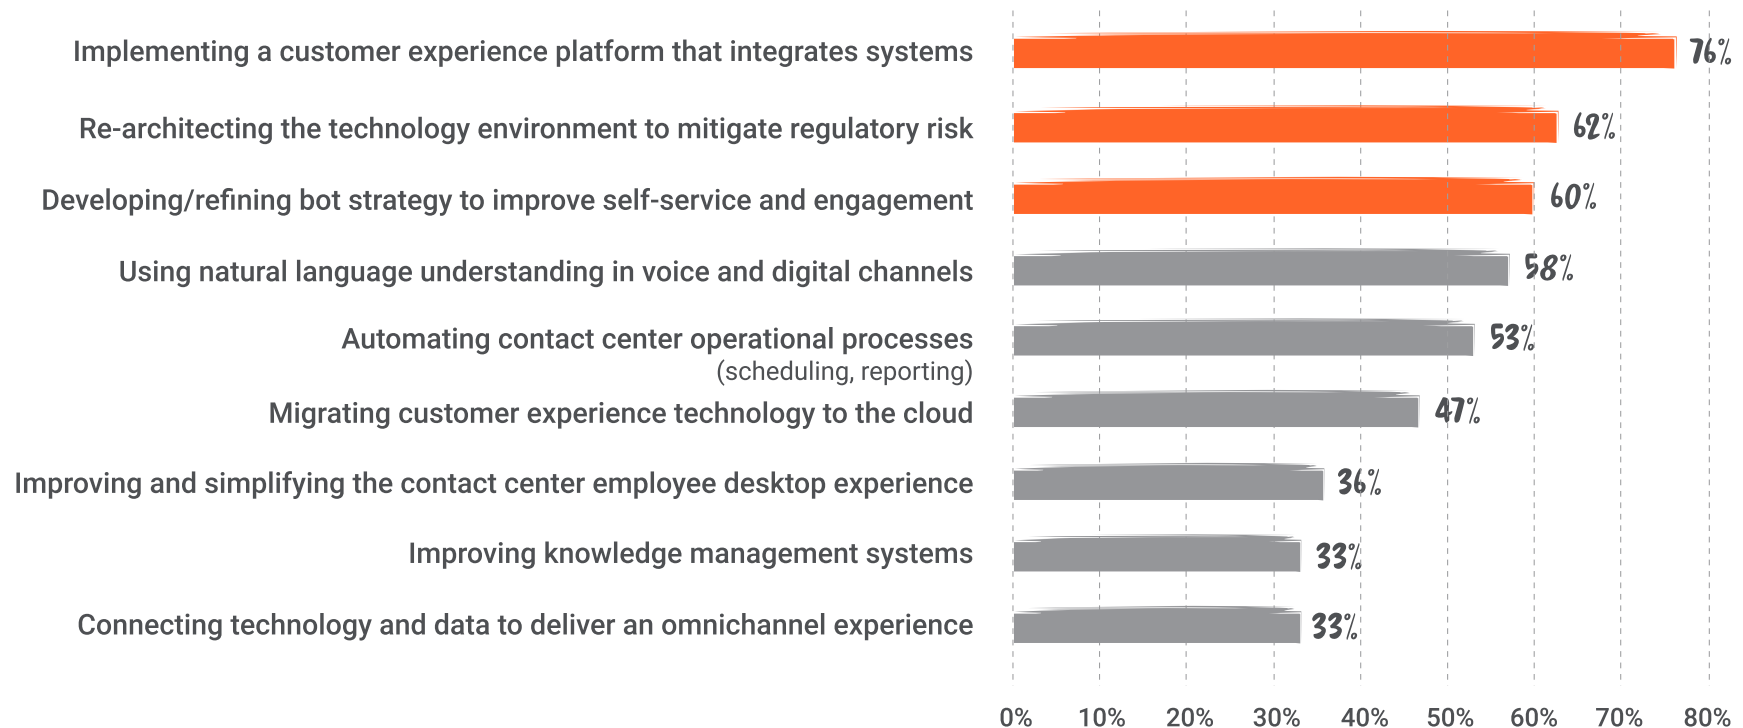 Implementing a customer experience platform that integrates systems 76%
Re-architecting the technology environment to mitigate regulatory risk 62%
Developing/refining bot strategy to improve self-service and engagement 60%
Using natural language understanding in voice and digital channels 58%
Automating contact center operational processes 53%
(scheduling, reporting)
Migrating customer experience technology to the cloud 47%
Improving and simplifying the contact center employee desktop experience 36%
Improving knowledge management systems 33%
Connecting technology and data to deliver an omnichannel experience 33%
0% 10% 20% 30% 40% 50% 60% 70% 80%